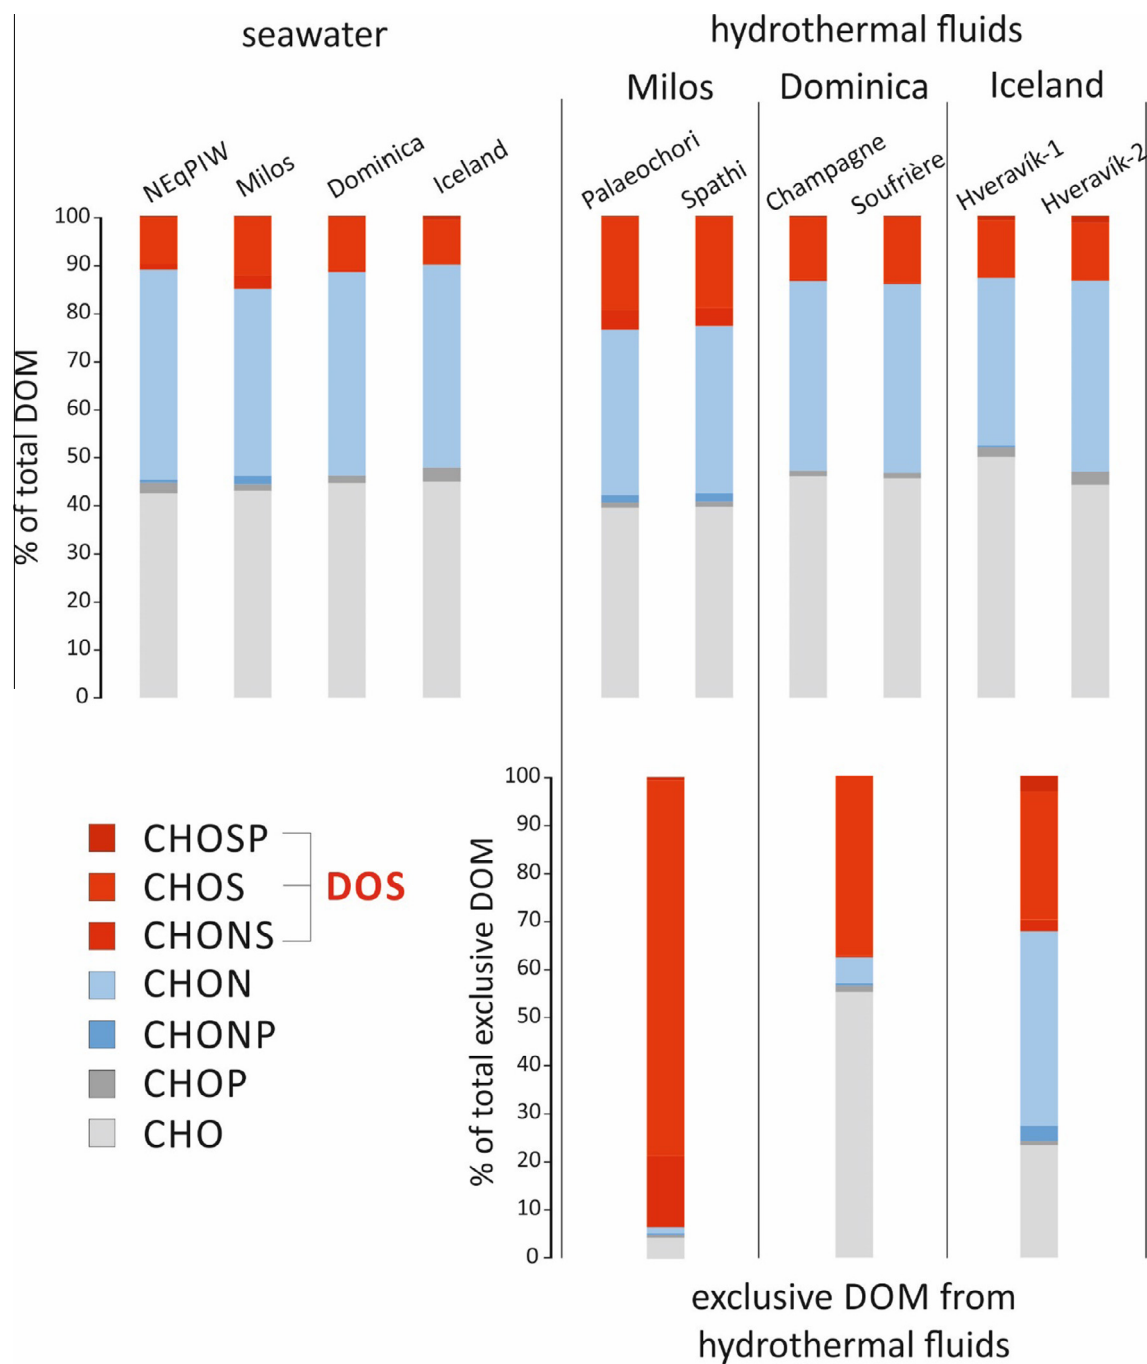 seawater
hydrothermal fluids
Milos
Dominica
Iceland
NEqPIW
Milos
Dominica
Iceland
Palaeochori
Spathi
Champagne
Soufrière
Hveravík-1
Hveravík-2
% of total DOM
100
90
80
70
60
50
40
30
20
10
0
CHOSP
CHOS
CHONS
DOS
CHON
CHONP
CHOP
CHO
% of total exclusive DOM
100
90
80
70
60
50
40
30
20
10
0
exclusive DOM from
hydrothermal fluids